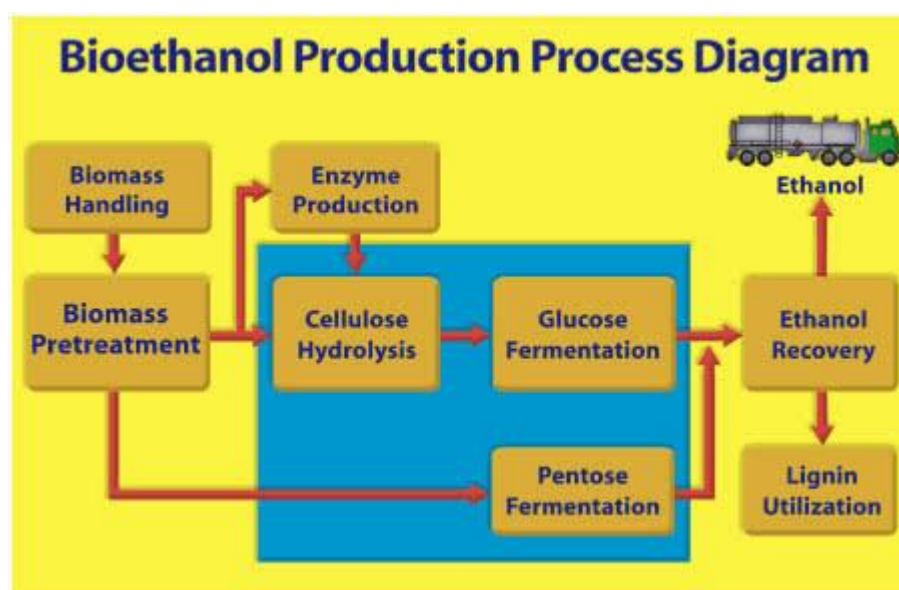 Bioethanol Production Process Diagram
Biomass
Handling
Enzyme
Production
Ethanol
Biomass
Pretreatment
Cellulose
Hydrolysis
Glucose
Fermentation
Ethanol
Recovery
Pentose
Fermentation
Lignin
Utilization